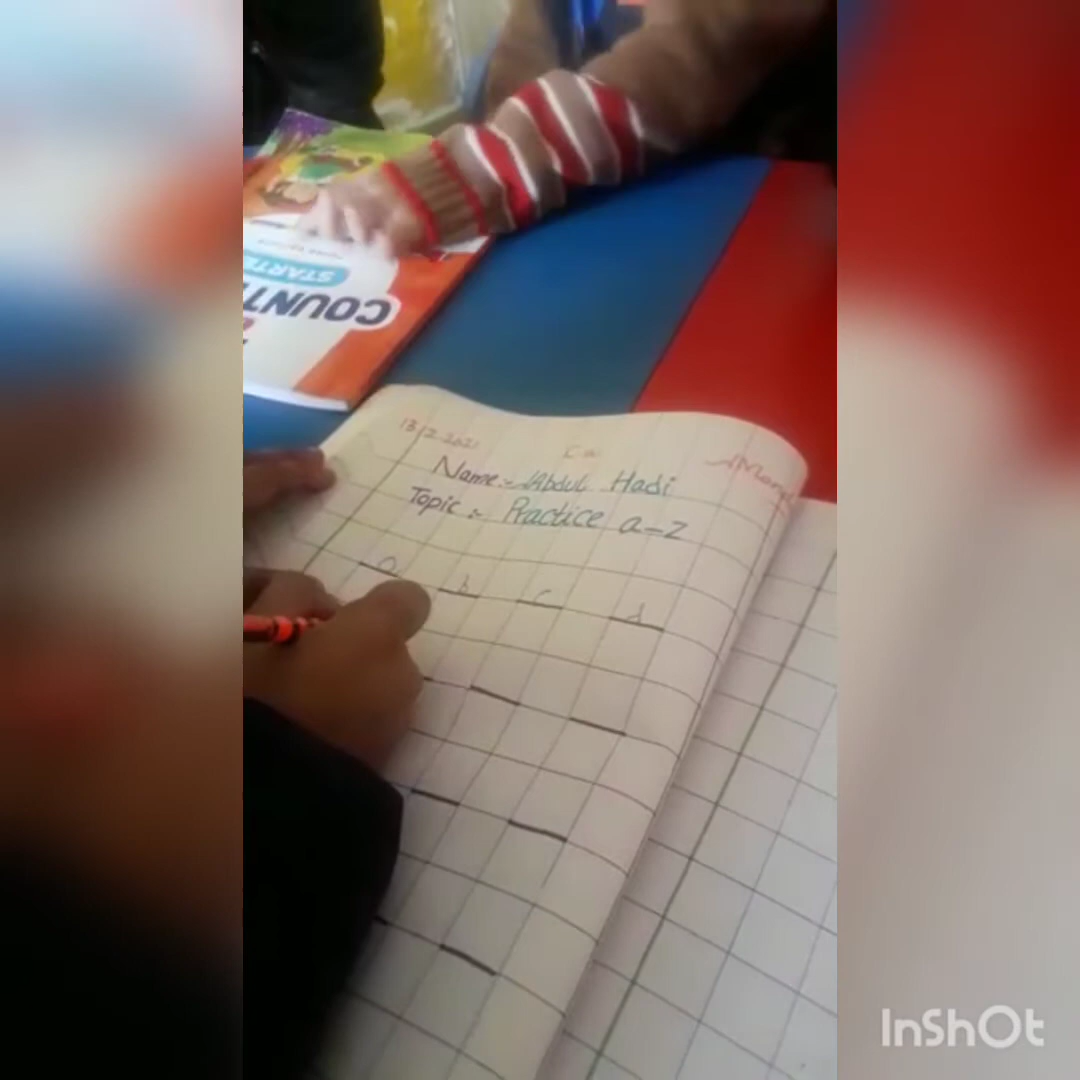 COUNT
START
13/2-2021
Name:- Abdul Hadi
Topic:- Practice a-z
a b c d
InShOt